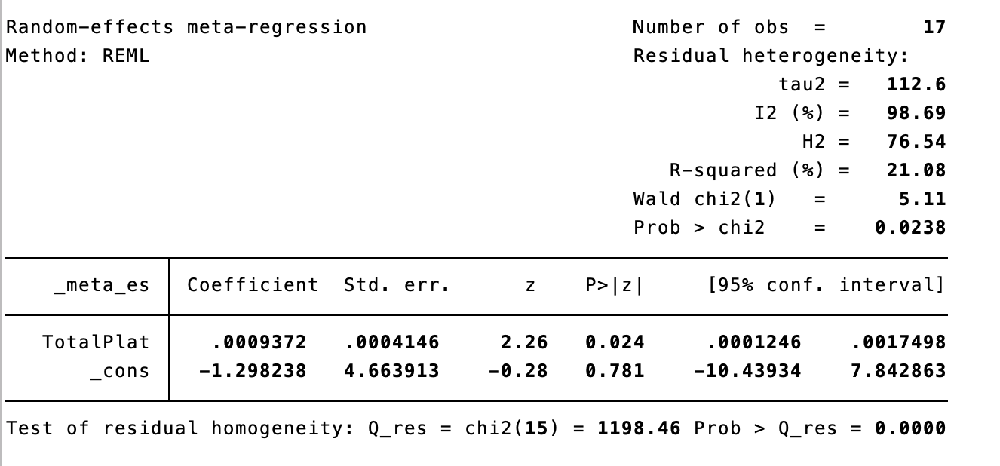 Random-effects meta-regression Number of obs = 17
Method: REML Residual heterogeneity:
tau2 = 112.6
I2 (%) = 98.69
H2 = 76.54
R-squared (%) = 21.08
Wald chi2(1) = 5.11
Prob > chi2 = 0.0238
_meta_es Coefficient Std. err. z P>|z| [95% conf. interval]
TotalPlat .0009372 .0004146 2.26 0.024 .0001246 .0017498
_cons -1.298238 4.663913 -0.28 0.781 -10.43934 7.842863
Test of residual homogeneity: Q_res = chi2(15) = 1198.46 Prob > Q_res = 0.0000